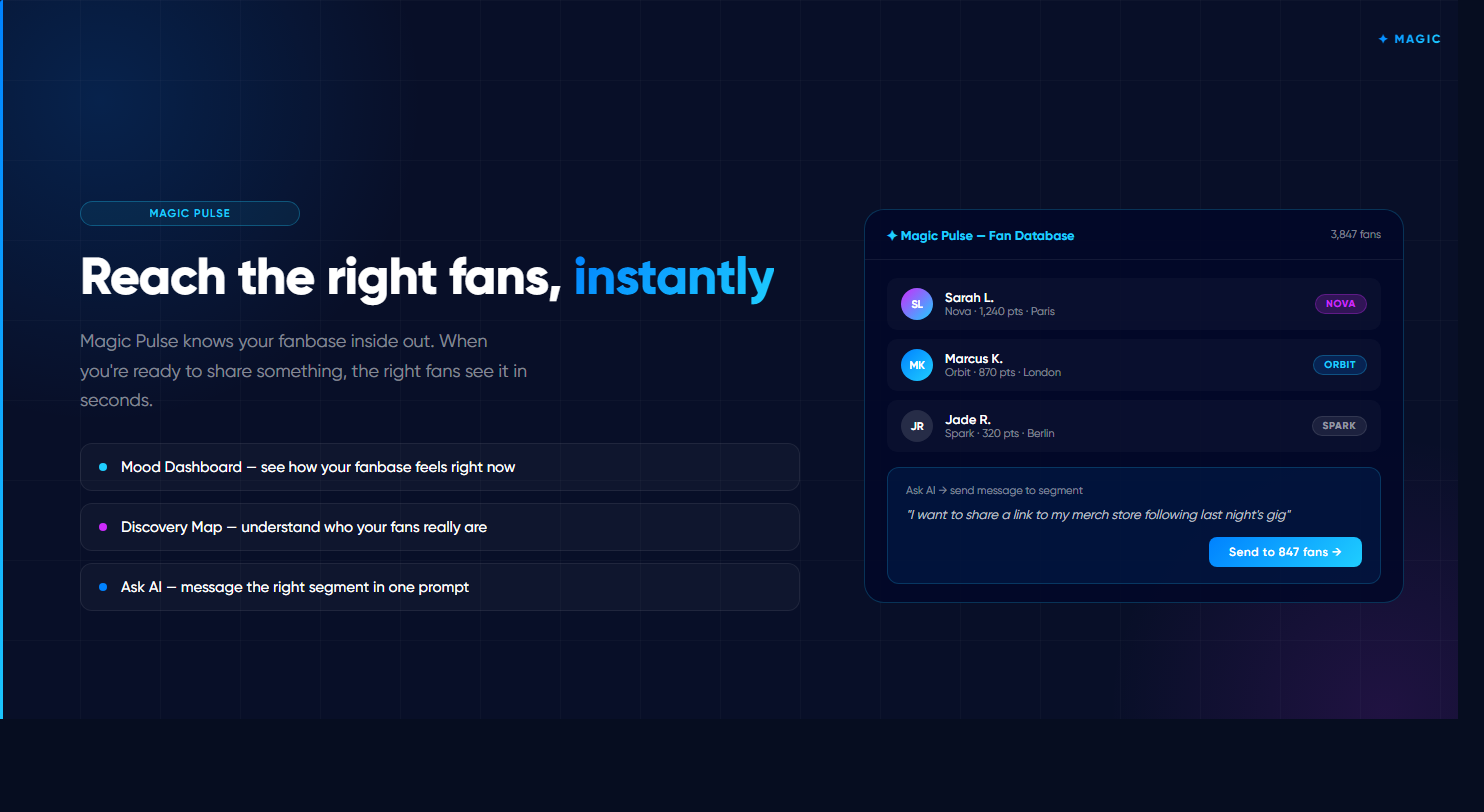 ✦ MAGIC
MAGIC PULSE
Reach the right fans, instantly
Magic Pulse knows your fanbase inside out. When
you're ready to share something, the right fans see it in
seconds.
Mood Dashboard — see how your fanbase feels right now
Discovery Map — understand who your fans really are
Ask AI — message the right segment in one prompt
✦ Magic Pulse — Fan Database
3,847 fans
SL
Sarah L.
Nova · 1,240 pts · Paris
NOVA
MK
Marcus K.
Orbit · 870 pts · London
ORBIT
JR
Jade R.
Spark · 320 pts · Berlin
SPARK
Ask AI → send message to segment
"I want to share a link to my merch store following last night's gig"
Send to 847 fans →